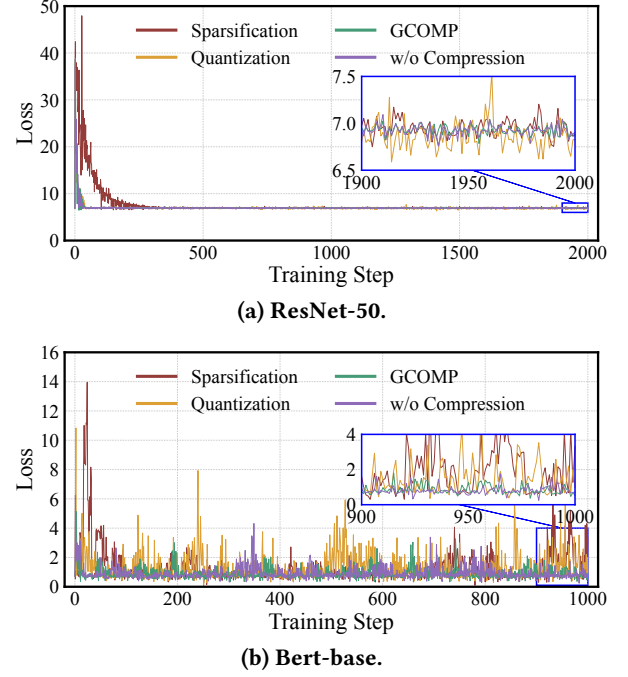 50
40
30
20
10
0
Loss
Sparsification
Quantization
GCOMP
w/o Compression
7.5
7.0
6.5
1900
1950
2000
0
500
1000
1500
2000
Training Step
(a) ResNet-50.
16
14
12
10
8
6
4
2
0
Loss
Sparsification
Quantization
GCOMP
w/o Compression
4
2
0
900
950
1000
0
200
400
600
800
1000
Training Step
(b) Bert-base.